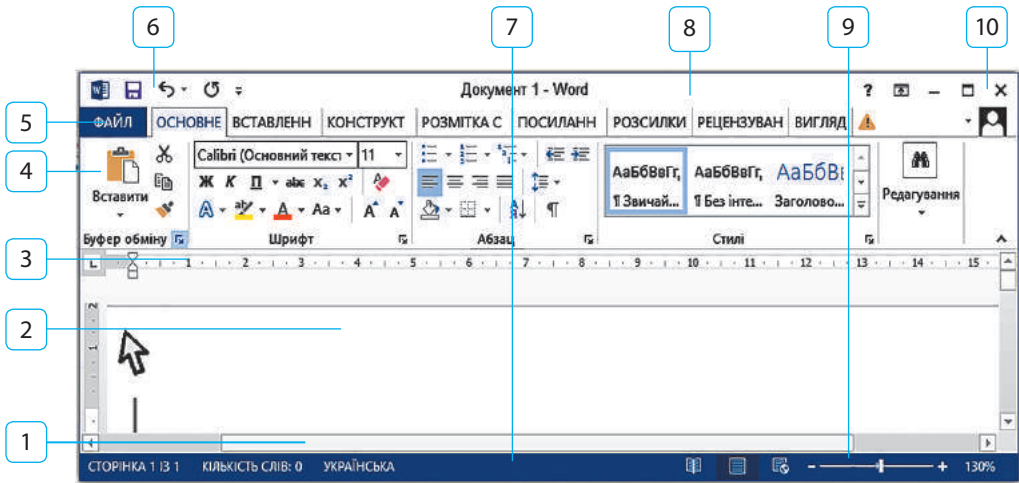 6 7 8 9 10
Документ 1 - Word ?
5 ФАЙЛ ОСНОВНЕ ВСТАВЛЕНН КОНСТРУКТ РОЗМІТКА С ПОСИЛАНН РОЗСИЛКИ РЕЦЕНЗУВАН ВИГЛЯД
4 Вставити
Calibri (Основний текст 11
Ж К П abc x₂ x²
A ab A Aa A A
АаБбВвГг, АаБбВвГг, АаБбВ
¶ Звичай... ¶ Без інте... Заголово...
Редагування
Буфер обміну Шрифт Абзац Стилі
3 L 1 2 3 4 5 6 7 8 9 10 11 12 13 14 15
2
2
1
1
СТОРІНКА 1 ІЗ 1 КІЛЬКІСТЬ СЛІВ: 0 УКРАЇНСЬКА - + 130%